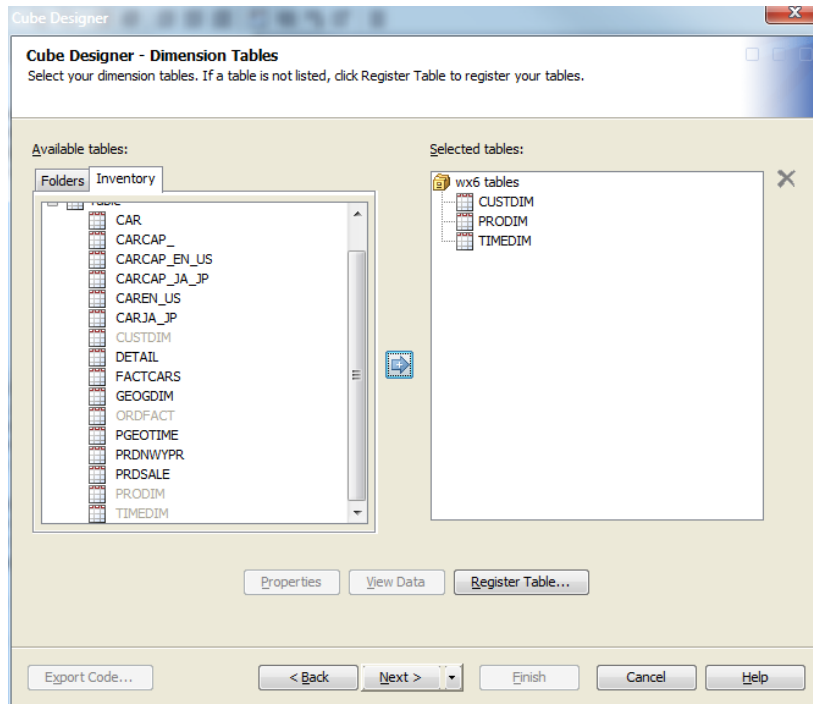 Cube Designer
Cube Designer - Dimension Tables
Select your dimension tables. If a table is not listed, click Register Table to register your tables.
Available tables:
Folders Inventory
Table
CAR
CARCAP_
CARCAP_EN_US
CARCAP_JA_JP
CAREN_US
CARJA_JP
CUSTDIM
DETAIL
FACTCARS
GEOGDIM
ORDFACT
PGEOTIME
PRDNWYPR
PRDSALE
PRODIM
TIMEDIM
Selected tables:
wx6 tables
CUSTDIM
PRODIM
TIMEDIM
Properties View Data Register Table...
Export Code... < Back Next > Finish Cancel Help